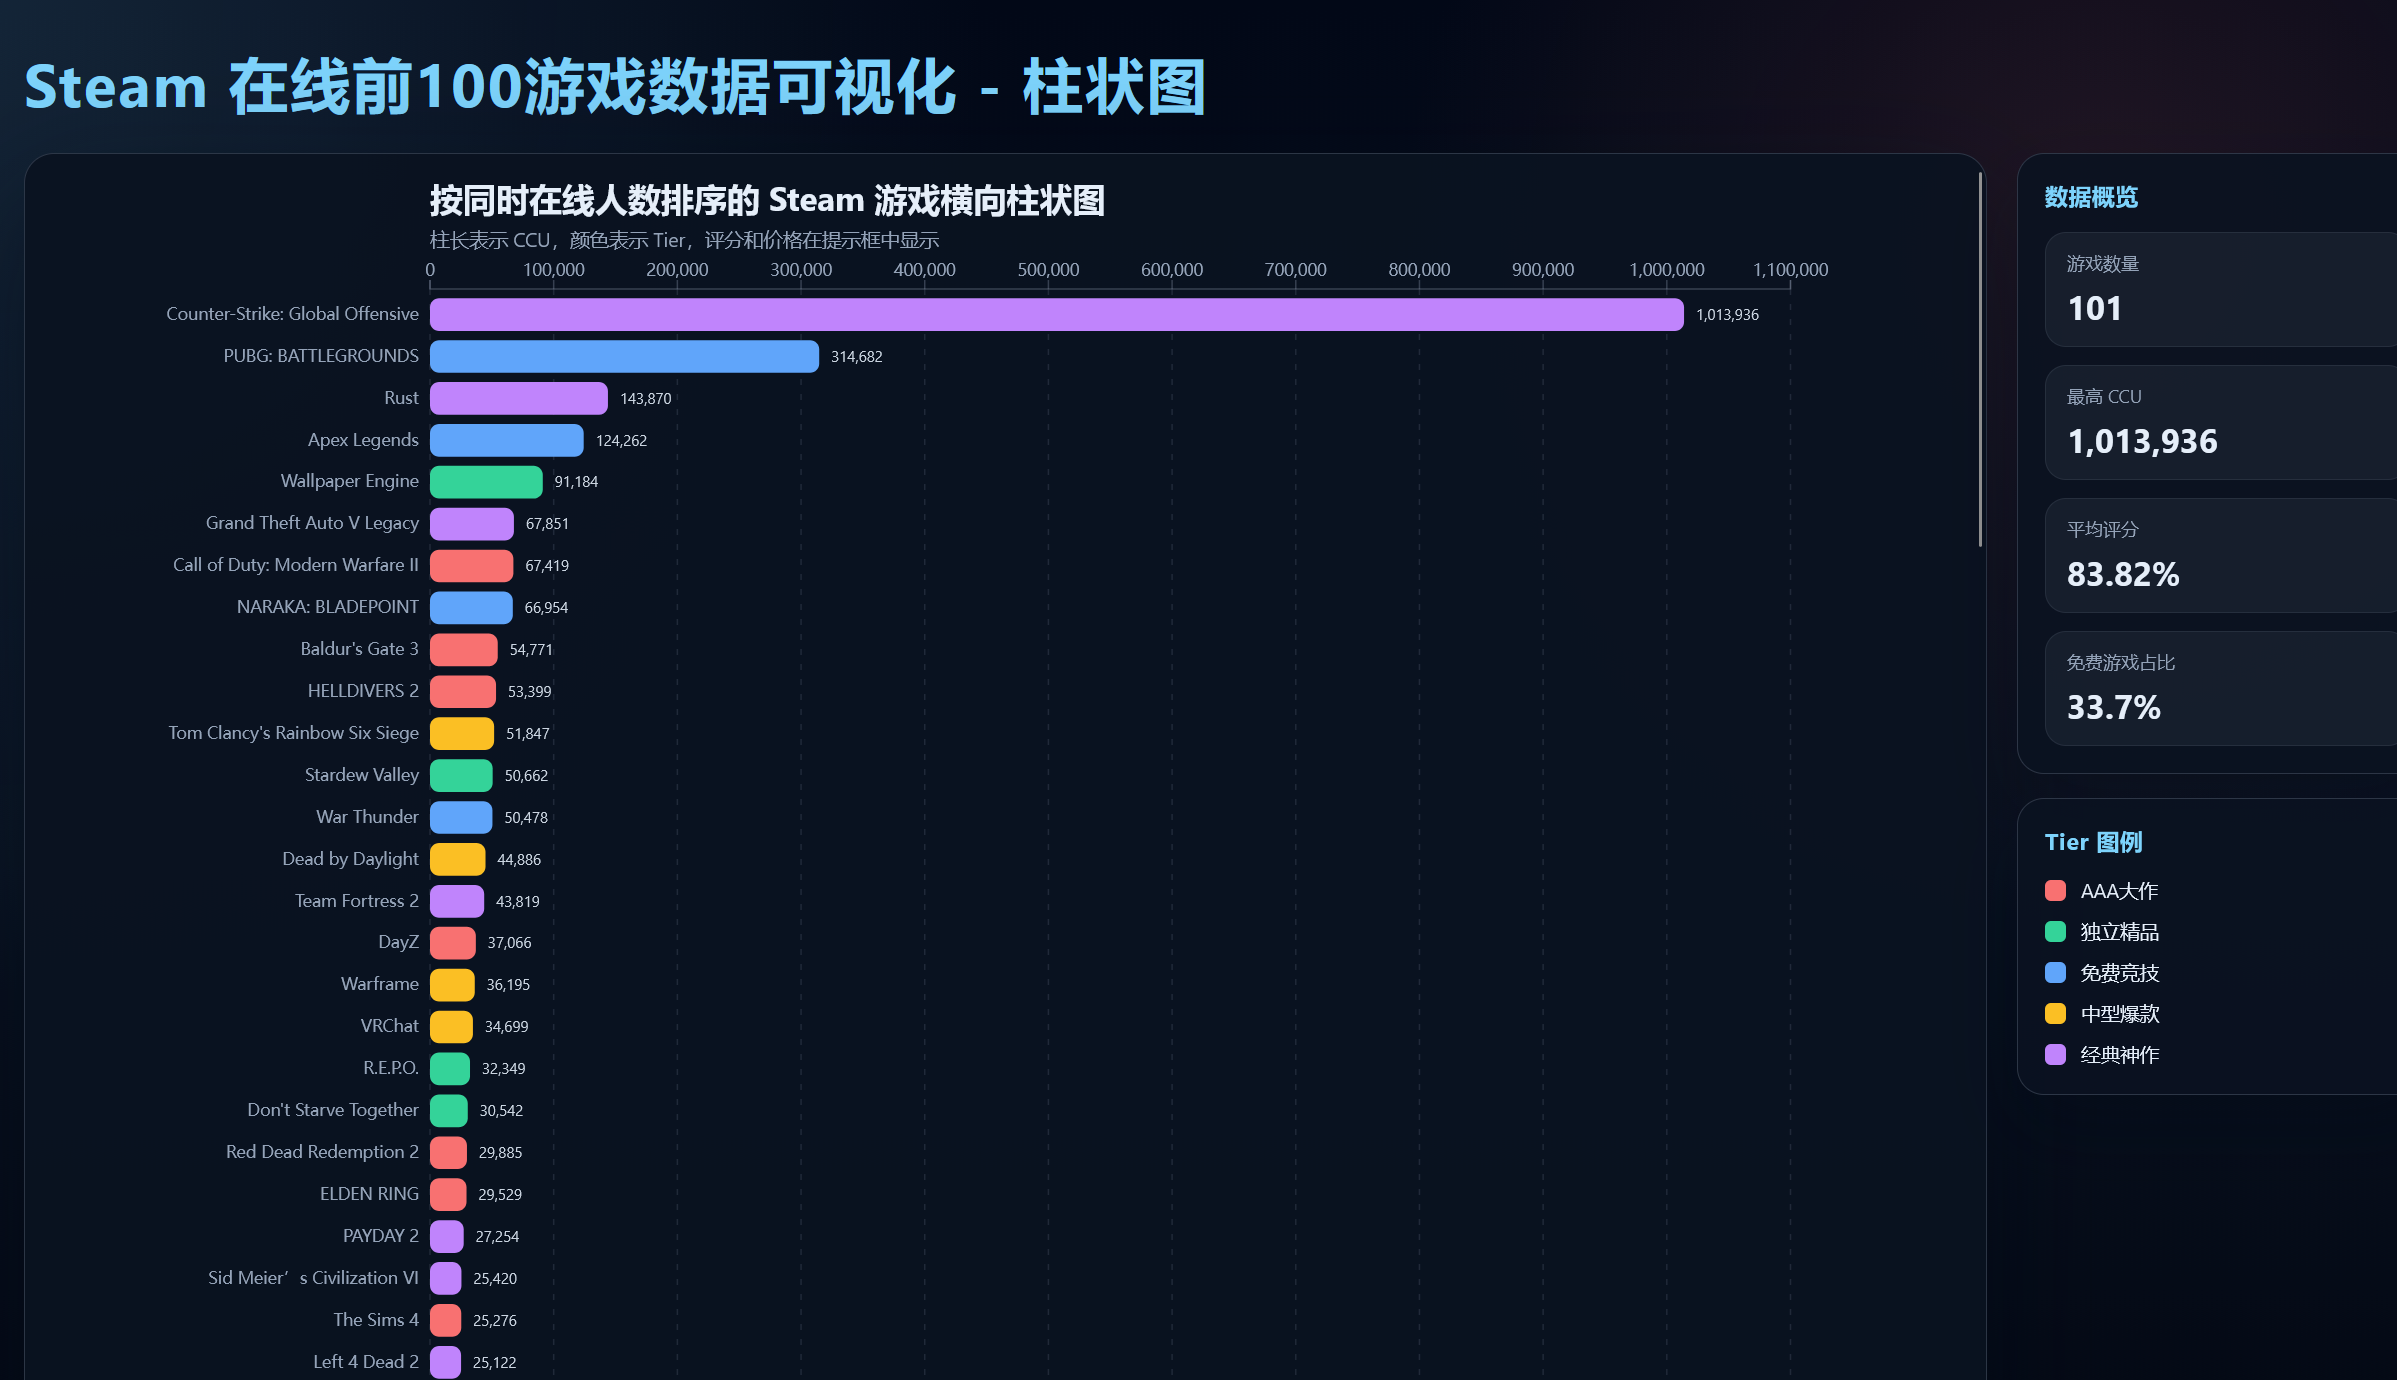 Steam 在线前100游戏数据可视化 - 柱状图
按同时在线人数排序的 Steam 游戏横向柱状图
柱长表示 CCU，颜色表示 Tier，评分和价格在提示框中显示
0 100,000 200,000 300,000 400,000 500,000 600,000 700,000 800,000 900,000 1,000,000 1,100,000
Counter-Strike: Global Offensive 1,013,936
PUBG: BATTLEGROUNDS 314,682
Rust 143,870
Apex Legends 124,262
Wallpaper Engine 91,184
Grand Theft Auto V Legacy 67,851
Call of Duty: Modern Warfare II 67,419
NARAKA: BLADEPOINT 66,954
Baldur's Gate 3 54,771
HELLDIVERS 2 53,399
Tom Clancy's Rainbow Six Siege 51,847
Stardew Valley 50,662
War Thunder 50,478
Dead by Daylight 44,886
Team Fortress 2 43,819
DayZ 37,066
Warframe 36,195
VRChat 34,699
R.E.P.O. 32,349
Don't Starve Together 30,542
Red Dead Redemption 2 29,885
ELDEN RING 29,529
PAYDAY 2 27,254
Sid Meier’s Civilization VI 25,420
The Sims 4 25,276
Left 4 Dead 2 25,122
数据概览
游戏数量
101
最高 CCU
1,013,936
平均评分
83.82%
免费游戏占比
33.7%
Tier 图例
AAA大作
独立精品
免费竞技
中型爆款
经典神作